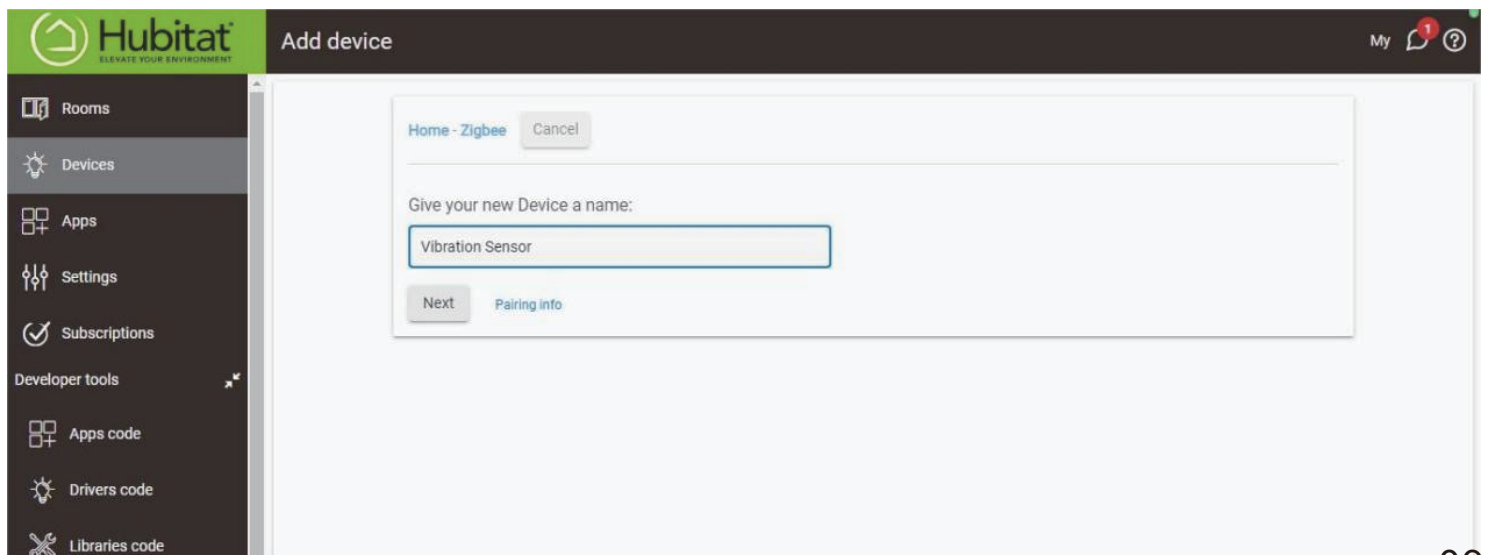 Hubitat
ELEVATE YOUR ENVIRONMENT
Add device
My
1
?
Rooms
Devices
Apps
Settings
Subscriptions
Developer tools
Apps code
Drivers code
Libraries code
Home - Zigbee Cancel
Give your new Device a name:
Vibration Sensor
Next Pairing info